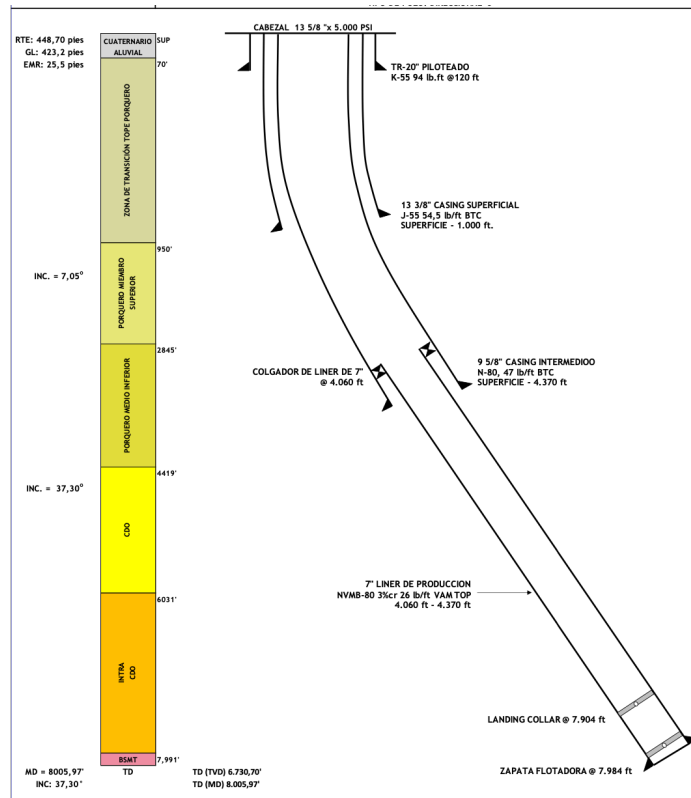 CABEZAL 13 5/8 "x 5.000 PSI
RTE: 448,70 pies
GL: 423,2 pies
EMR: 25,5 pies
CUATERNARIO
ALUVIAL
SUP
70'
TR-20" PILOTEADO
K-55 94 lb.ft @120 ft
ZONA DE TRANSICIÓN TOPE PORQUERO
13 3/8" CASING SUPERFICIAL
J-55 54,5 lb/ft BTC
SUPERFICIE - 1.000 ft.
950'
INC. = 7,05°
PORQUERO MIEMBRO
SUPERIOR
2845'
COLGADOR DE LINER DE 7"
@ 4.060 ft
9 5/8" CASING INTERMEDIOO
N-80, 47 lb/ft BTC
SUPERFICIE - 4.370 ft
PORQUERO MEDIO INFERIOR
4419'
INC. = 37,30°
CDO
7" LINER DE PRODUCCION
NVMB-80 3%cr 26 lb/ft VAM TOP
4.060 ft - 4.370 ft
6031'
INTRA
CDO
LANDING COLLAR @ 7.904 ft
BSMT
7,991'
ZAPATA FLOTADORA @ 7.984 ft
MD = 8005,97'
TD
TD (TVD) 6.730,70'
INC: 37,30°
TD (MD) 8.005,97'